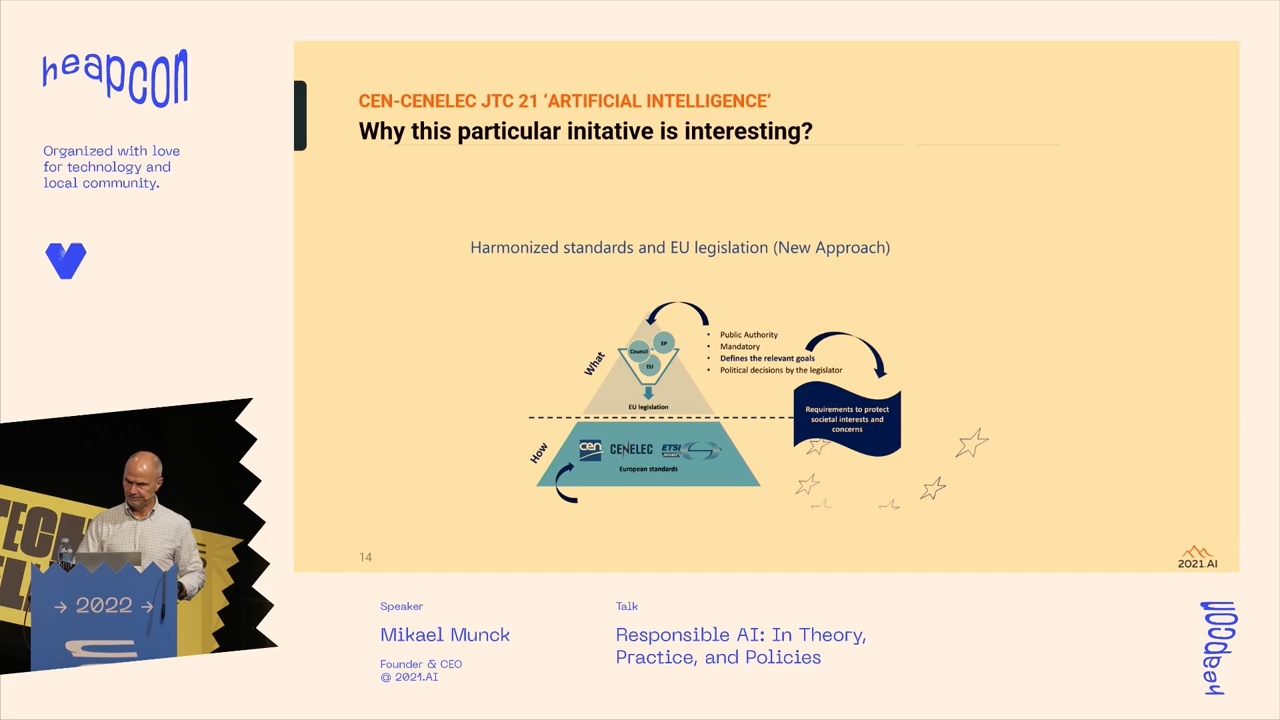 heapcon
Organized with love
for technology and
local community.
CEN-CENELEC JTC 21 ‘ARTIFICIAL INTELLIGENCE’
Why this particular initative is interesting?
Harmonized standards and EU legislation (New Approach)
What
Council
EP
EU
EU legislation
• Public Authority
• Mandatory
• Defines the relevant goals
• Political decisions by the legislator
Requirements to protect
societal interests and
concerns
How
cen
CENELEC
ETSI
European standards
14
2021.AI
→ 2022 →
Speaker
Mikael Munck
Founder & CEO
@ 2021.AI
Talk
Responsible AI: In Theory,
Practice, and Policies
heapcon